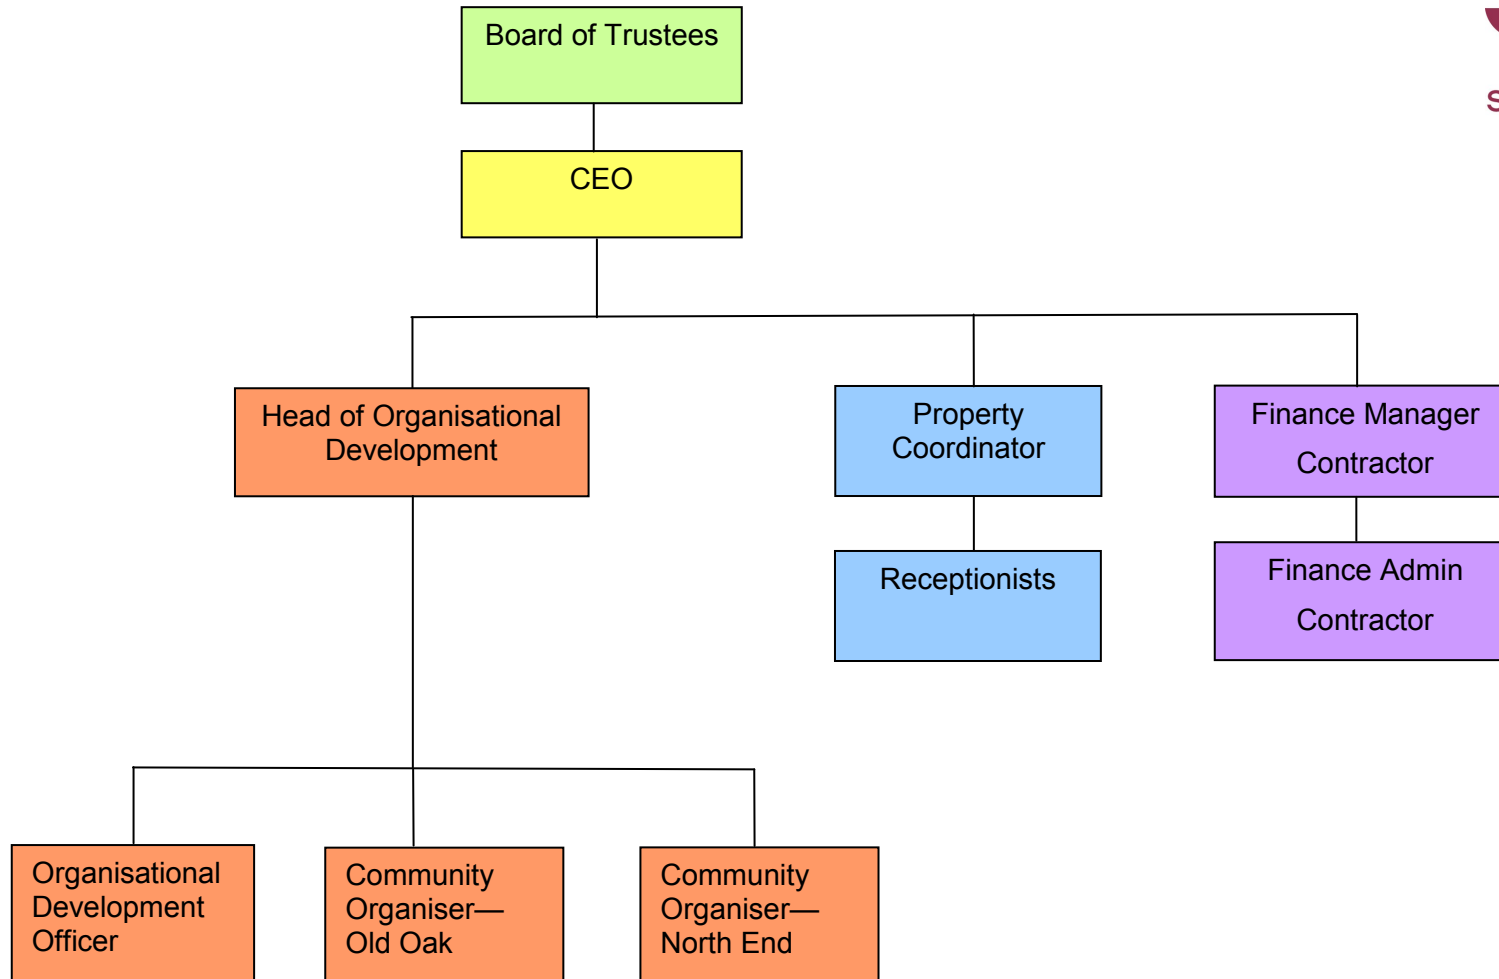 Board of Trustees
CEO
Head of Organisational
Development
Property
Coordinator
Finance Manager
Contractor
Receptionists
Finance Admin
Contractor
Organisational
Development
Officer
Community
Organiser—
Old Oak
Community
Organiser—
North End